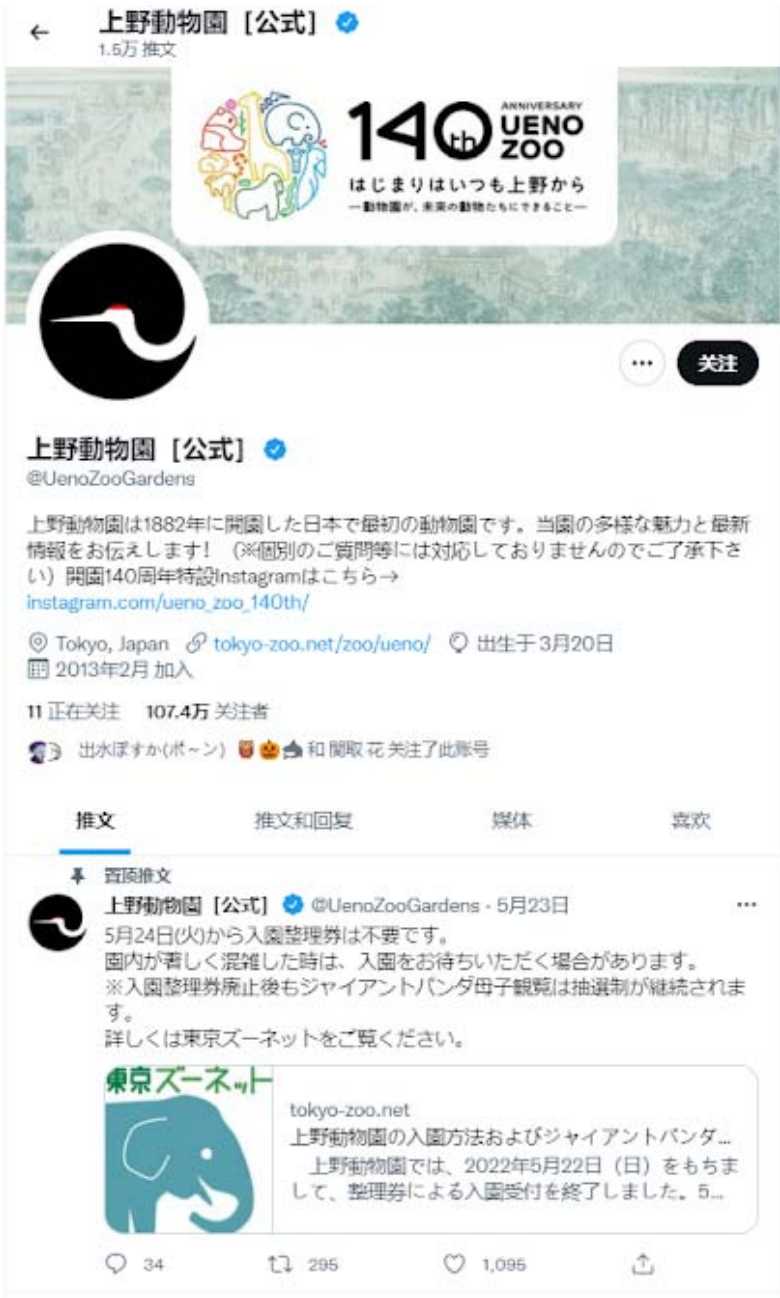 上野動物園［公式］
1.5万 推文
140th
ANNIVERSARY
UENO
ZOO
はじまりはいつも上野から
―動物園が、未来の動物たちにできること―
关注
上野動物園［公式］
@UenoZooGardens
上野動物園は1882年に開園した日本で最初の動物園です。当園の多様な魅力と最新
情報をお伝えします！（※個別のご質問等には対応しておりませんのでご了承下さ
い）開園140周年特設Instagramはこちら→
instagram.com/ueno_zoo_140th/
Tokyo, Japan tokyo-zoo.net/zoo/ueno/ 出生于 3月20日
2013年2月 加入
11 正在关注 107.4万 关注者
出水ぽすか(ポ～ン) 和 関取 花 关注了此账号
推文 推文和回复 媒体 喜欢
置顶推文
上野動物園［公式］ @UenoZooGardens · 5月23日
5月24日(火)から入園整理券は不要です。
園内が著しく混雑した時は、入園をお待ちいただく場合があります。
※入園整理券廃止後もジャイアントパンダ母子観覧は抽選制が継続されま
す。
詳しくは東京ズーネットをご覧ください。
東京ズーネット
tokyo-zoo.net
上野動物園の入園方法およびジャイアントパンダ...
上野動物園では、2022年5月22日（日）をもちま
して、整理券による入園受付を終了しました。5...
34 295 1,095